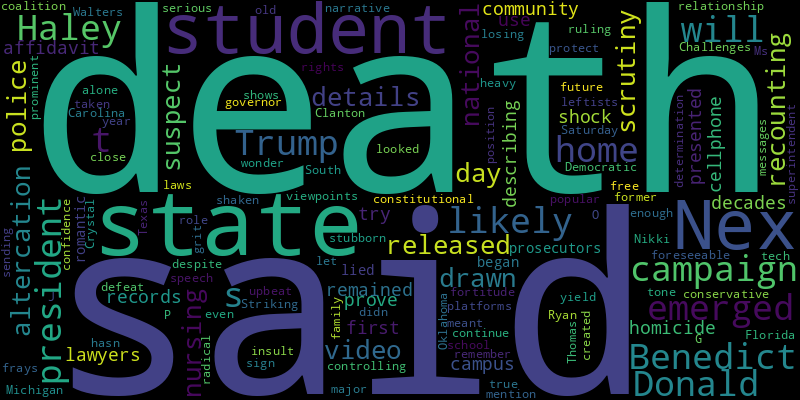 coalition
Walters
serious
old
narrative
losing
community
relationship
Haley
student
use
protect
ruling
will
affidavit
Challenges
Ms
death
prominent
alone
shows
rights
national
future
scrutiny
police
taken
governor
details
heavy
leftists
Carolina
Clanton
Saturday
shock
suspect
year
t
Trump
looked
position
describing
home
determination
presented
cellphone
messages
recounting
superintendent
close
wonder
South
day
Democratic
laws
shaken
viewpoints
constitutional
popular
free
former
decades
altercation
president
confidence
romantic
Crystal
Texas
state
role
try
likely
O
enough
Nex
grite
stubborn
released
prosecutors
Nikki
sending
despite
let
lied
began
foreseeable
tech
said
defeat
speech
upbeat
remained
drawn
fortitude
tone
conservative
campaign
records
s
Striking
prove
platforms
yield
emerged
P
even
nursing
family
didn
first
Oklahoma
meant
continue
Ryan
Thomas
created
homicide
G
Florida
hasn
lawyers
radical
insult
video
school
remember
Benedict
frays
sign
controlling
campus
Michigan
major
true
mention
Donald